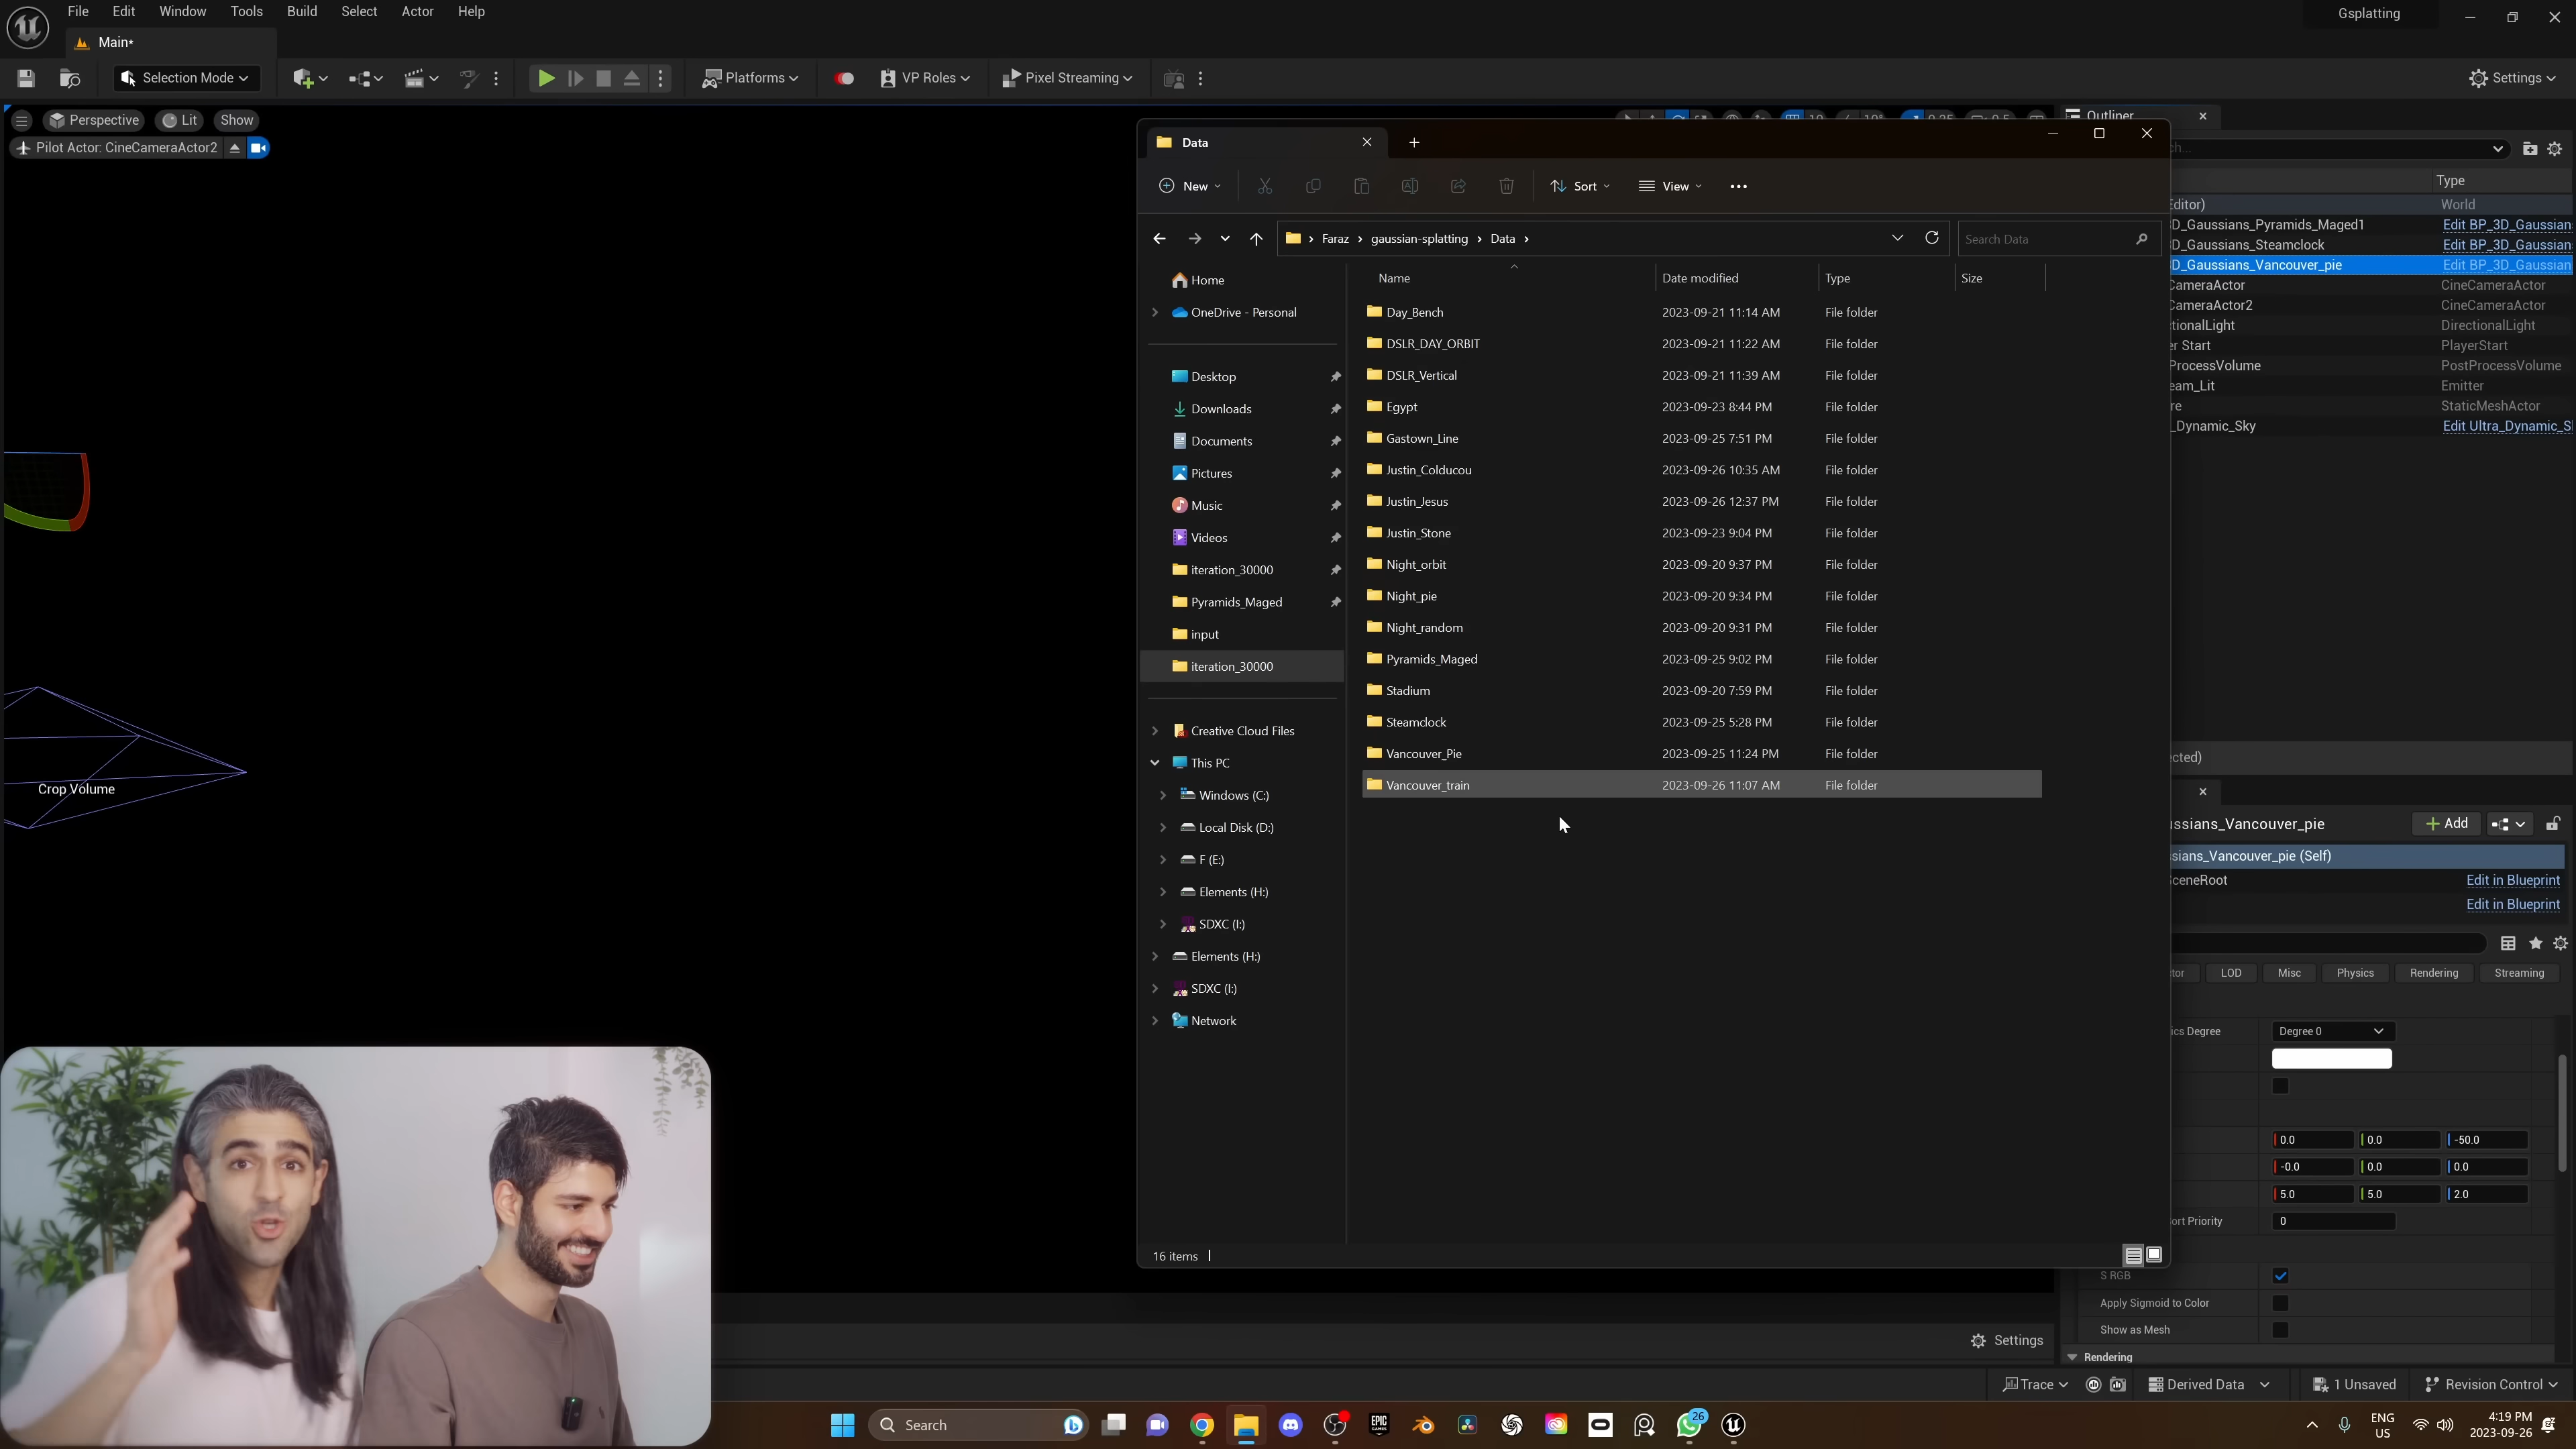 File Edit Window Tools Build Select Actor Help
Gsplatting
Main*
Selection Mode
Platforms
VP Roles
Pixel Streaming
Settings
Perspective
Lit
Show
Pilot Actor: CineCameraActor2
Crop Volume
Data
New
Sort
View
Faraz > gaussian-splatting > Data >
Search Data
Home
OneDrive - Personal
Desktop
Downloads
Documents
Pictures
Music
Videos
iteration_30000
Pyramids_Maged
input
iteration_30000
Creative Cloud Files
This PC
Windows (C:)
Local Disk (D:)
F (E:)
Elements (H:)
SDXC (I:)
Elements (H:)
SDXC (I:)
Network
Name Date modified Type Size
Day_Bench 2023-09-21 11:14 AM File folder
DSLR_DAY_ORBIT 2023-09-21 11:22 AM File folder
DSLR_Vertical 2023-09-21 11:39 AM File folder
Egypt 2023-09-23 8:44 PM File folder
Gastown_Line 2023-09-25 7:51 PM File folder
Justin_Colducou 2023-09-26 10:35 AM File folder
Justin_Jesus 2023-09-26 12:37 PM File folder
Justin_Stone 2023-09-23 9:04 PM File folder
Night_orbit 2023-09-20 9:37 PM File folder
Night_pie 2023-09-20 9:34 PM File folder
Night_random 2023-09-20 9:31 PM File folder
Pyramids_Maged 2023-09-25 9:02 PM File folder
Stadium 2023-09-20 7:59 PM File folder
Steamclock 2023-09-25 5:28 PM File folder
Vancouver_Pie 2023-09-25 11:24 PM File folder
Vancouver_train 2023-09-26 11:07 AM File folder
16 items
Outliner
Type
Editor) World
D_Gaussians_Pyramids_Maged1 Edit BP_3D_Gaussian
D_Gaussians_Steamclock Edit BP_3D_Gaussian
D_Gaussians_Vancouver_pie Edit BP_3D_Gaussian
CameraActor CineCameraActor
CameraActor2 CineCameraActor
tionalLight DirectionalLight
er Start PlayerStart
ProcessVolume PostProcessVolume
eam_Lit Emitter
re StaticMeshActor
_Dynamic_Sky Edit Ultra_Dynamic_S
cted)
ussians_Vancouver_pie
Add
sians_Vancouver_pie (Self)
SceneRoot Edit in Blueprint
Edit in Blueprint
tor LOD Misc Physics Rendering Streaming
ics Degree Degree 0
0.0 0.0 -50.0
-0.0 0.0 0.0
5.0 5.0 2.0
ort Priority 0
S RGB
Apply Sigmoid to Color
Show as Mesh
Rendering
Settings
Trace
Derived Data
1 Unsaved
Revision Control
Search
EPIC GAMES
26
ENG
US
4:19 PM
2023-09-26